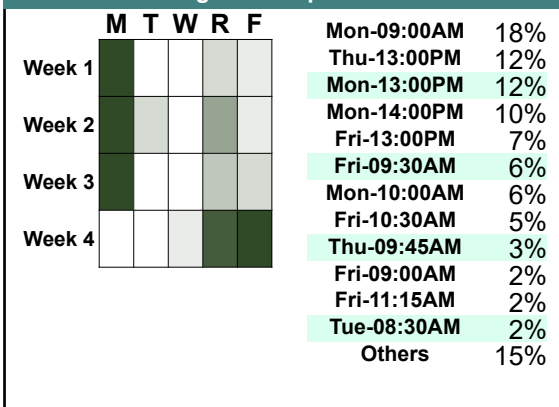 M T W R F
Week 1
Week 2
Week 3
Week 4
Mon-09:00AM 18%
Thu-13:00PM 12%
Mon-13:00PM 12%
Mon-14:00PM 10%
Fri-13:00PM 7%
Fri-09:30AM 6%
Mon-10:00AM 6%
Fri-10:30AM 5%
Thu-09:45AM 3%
Fri-09:00AM 2%
Fri-11:15AM 2%
Tue-08:30AM 2%
Others 15%